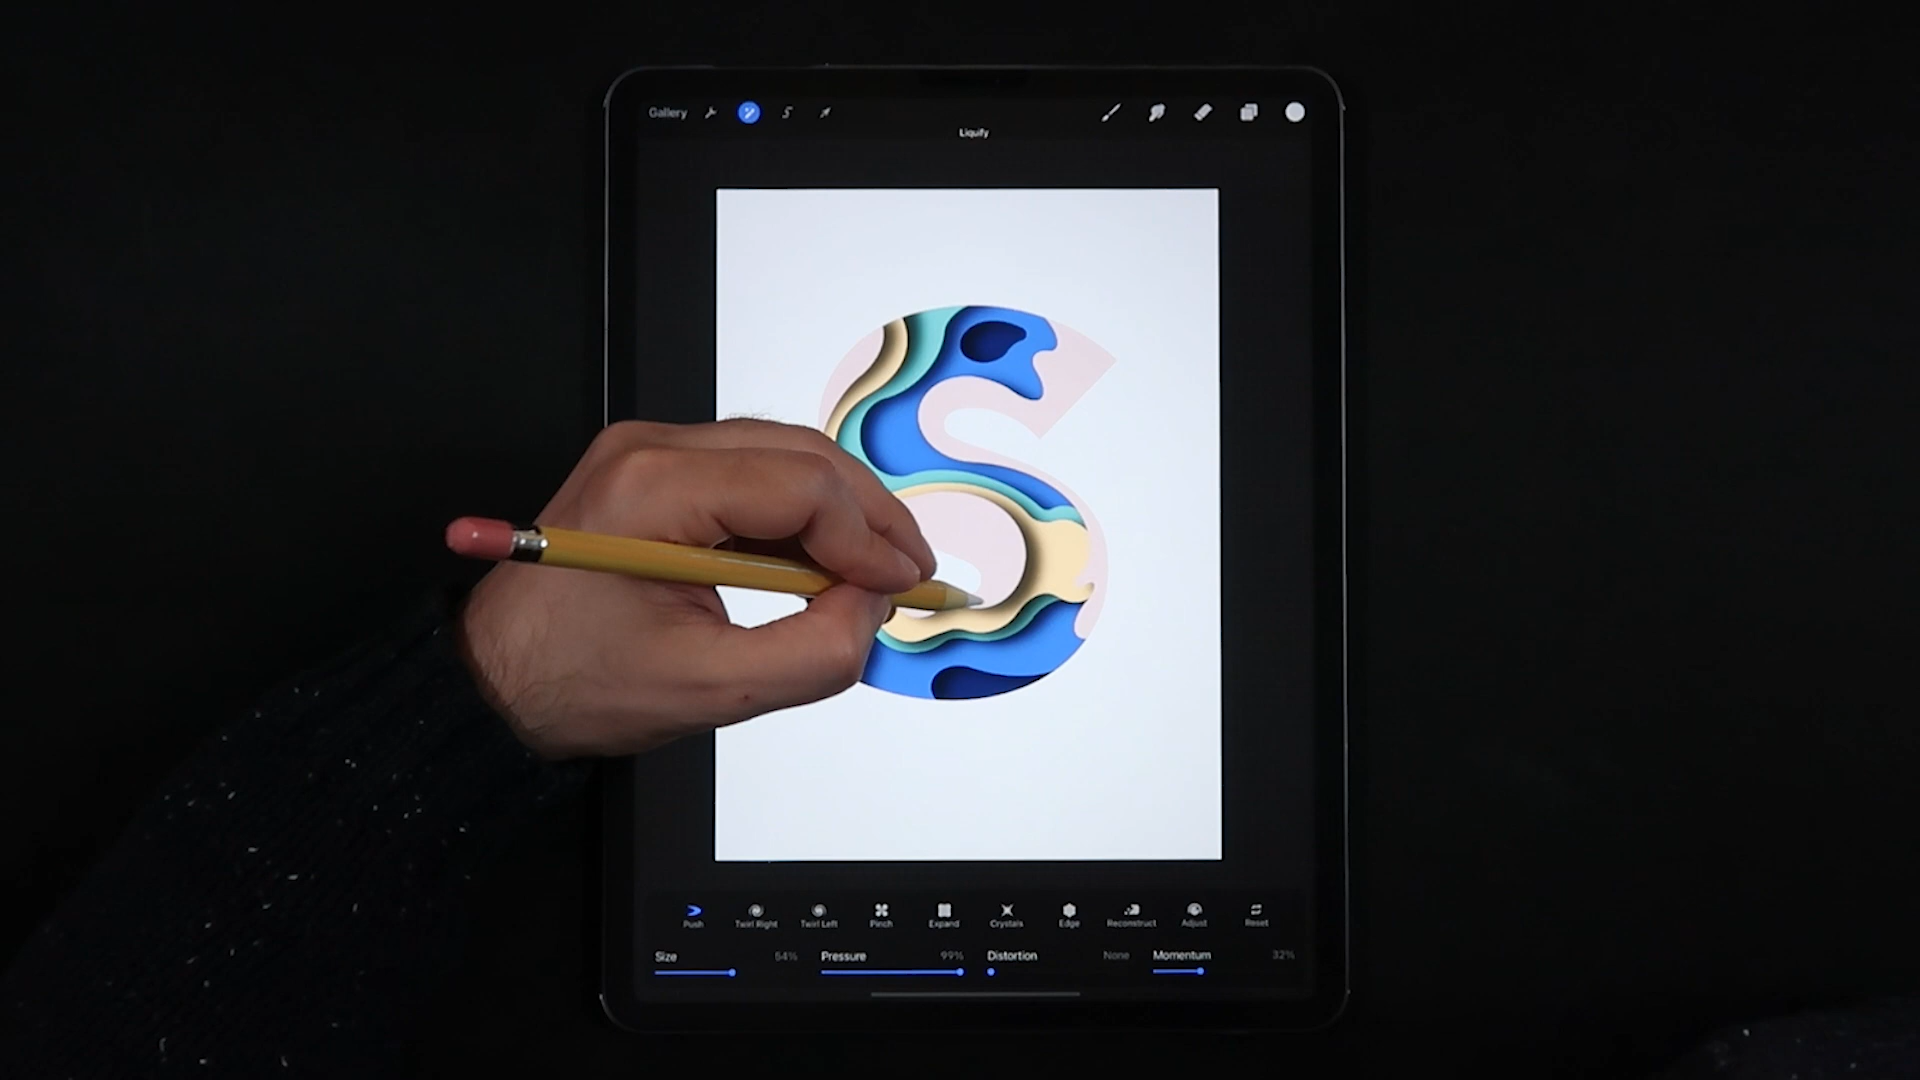 Gallery
Liquify
S
Push Twirl Right Twirl Left Pinch Expand Crystals Edge Reconstruct Adjust Reset
Size 54% Pressure 99% Distortion None Momentum 32%